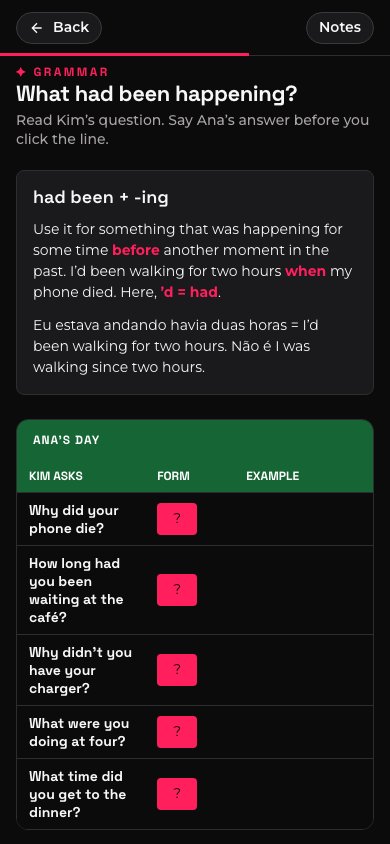 ← Back
Notes
✦ GRAMMAR
What had been happening?
Read Kim’s question. Say Ana’s answer before you
click the line.
had been + -ing
Use it for something that was happening for
some time before another moment in the
past. I’d been walking for two hours when my
phone died. Here, ’d = had.
Eu estava andando havia duas horas = I’d
been walking for two hours. Não é I was
walking since two hours.
ANA’S DAY
KIM ASKS FORM EXAMPLE
Why did your
phone die?
?
How long had
you been
waiting at the
café?
?
Why didn’t you
have your
charger?
?
What were you
doing at four?
?
What time did
you get to the
dinner?
?